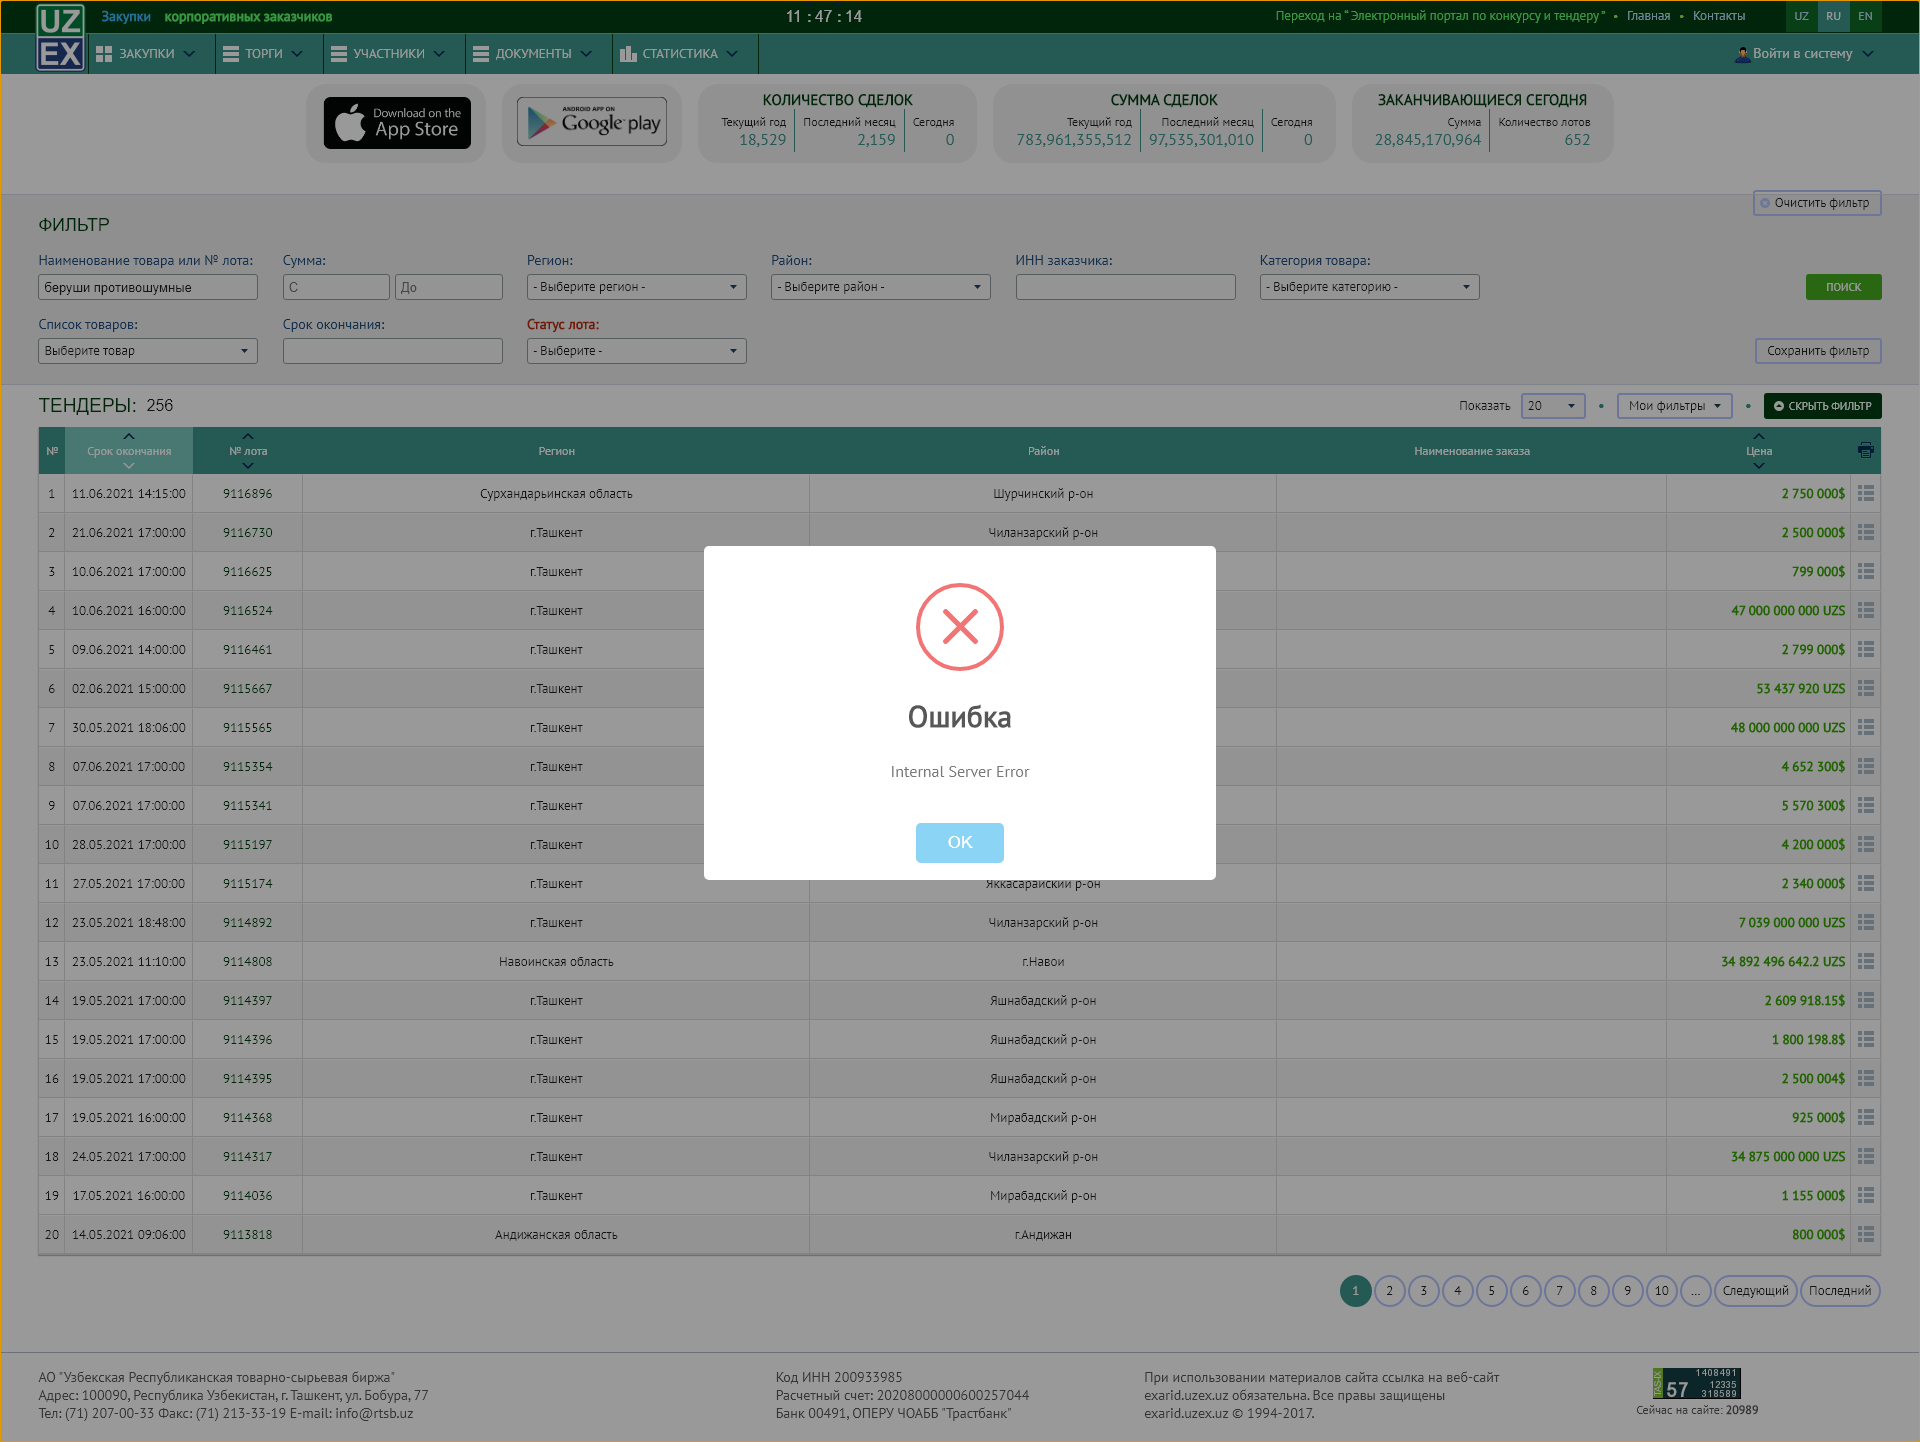 UZ EX
Закупки корпоративных заказчиков
11 : 47 : 14
Переход на “ Электронный портал по конкурсу и тендеру ” • Главная • Контакты
UZ RU EN
ЗАКУПКИ ТОРГИ УЧАСТНИКИ ДОКУМЕНТЫ СТАТИСТИКА
Войти в систему
Download on the App Store
ANDROID APP ON Google play
КОЛИЧЕСТВО СДЕЛОК
Текущий год Последний месяц Сегодня
18,529 2,159 0
СУММА СДЕЛОК
Текущий год Последний месяц Сегодня
783,961,355,512 97,535,301,010 0
ЗАКАНЧИВАЮЩИЕСЯ СЕГОДНЯ
Сумма Количество лотов
28,845,170,964 652
Очистить фильтр
ФИЛЬТР
Наименование товара или № лота: Сумма: Регион: Район: ИНН заказчика: Категория товара:
беруши противошумные С До - Выберите регион - - Выберите район - - Выберите категорию - ПОИСК
Список товаров: Срок окончания: Статус лота:
Выберите товар - Выберите - Сохранить фильтр
ТЕНДЕРЫ: 256
Показать 20 • Мои фильтры • СКРЫТЬ ФИЛЬТР
№ Срок окончания № лота Регион Район Наименование заказа Цена
1 11.06.2021 14:15:00 9116896 Сурхандарьинская область Шурчинский р-он 2 750 000$
2 21.06.2021 17:00:00 9116730 г.Ташкент Чиланзарский р-он 2 500 000$
3 10.06.2021 17:00:00 9116625 г.Ташкент 799 000$
4 10.06.2021 16:00:00 9116524 г.Ташкент 47 000 000 000 UZS
5 09.06.2021 14:00:00 9116461 г.Ташкент 2 799 000$
6 02.06.2021 15:00:00 9115667 г.Ташкент 53 437 920 UZS
7 30.05.2021 18:06:00 9115565 г.Ташкент 48 000 000 000 UZS
8 07.06.2021 17:00:00 9115354 г.Ташкент 4 652 300$
9 07.06.2021 17:00:00 9115341 г.Ташкент 5 570 300$
10 28.05.2021 17:00:00 9115197 г.Ташкент 4 200 000$
11 27.05.2021 17:00:00 9115174 г.Ташкент Яккасарайский р-он 2 340 000$
12 23.05.2021 18:48:00 9114892 г.Ташкент Чиланзарский р-он 7 039 000 000 UZS
13 23.05.2021 11:10:00 9114808 Навоинская область г.Навои 34 892 496 642.2 UZS
14 19.05.2021 17:00:00 9114397 г.Ташкент Яшнабадский р-он 2 609 918.15$
15 19.05.2021 17:00:00 9114396 г.Ташкент Яшнабадский р-он 1 800 198.8$
16 19.05.2021 17:00:00 9114395 г.Ташкент Яшнабадский р-он 2 500 004$
17 19.05.2021 16:00:00 9114368 г.Ташкент Мирабадский р-он 925 000$
18 24.05.2021 17:00:00 9114317 г.Ташкент Чиланзарский р-он 34 875 000 000 UZS
19 17.05.2021 16:00:00 9114036 г.Ташкент Мирабадский р-он 1 155 000$
20 14.05.2021 09:06:00 9113818 Андижанская область г.Андижан 800 000$
Ошибка
Internal Server Error
OK
1 2 3 4 5 6 7 8 9 10 ... Следующий Последний
АО "Узбекская Республиканская товарно-сырьевая биржа"
Адрес: 100090, Республика Узбекистан, г. Ташкент, ул. Бобура, 77
Тел: (71) 207-00-33 Факс: (71) 213-33-19 E-mail: info@rtsb.uz
Код ИНН 200933985
Расчетный счет: 20208000000600257044
Банк 00491, ОПЕРУ ЧОАББ "Трастбанк"
При использовании материалов сайта ссылка на веб-сайт
exarid.uzex.uz обязательна. Все правы защищены
exarid.uzex.uz © 1994-2017.
TAS-IX 57 1408491
12335
318589
Сейчас на сайте: 20989